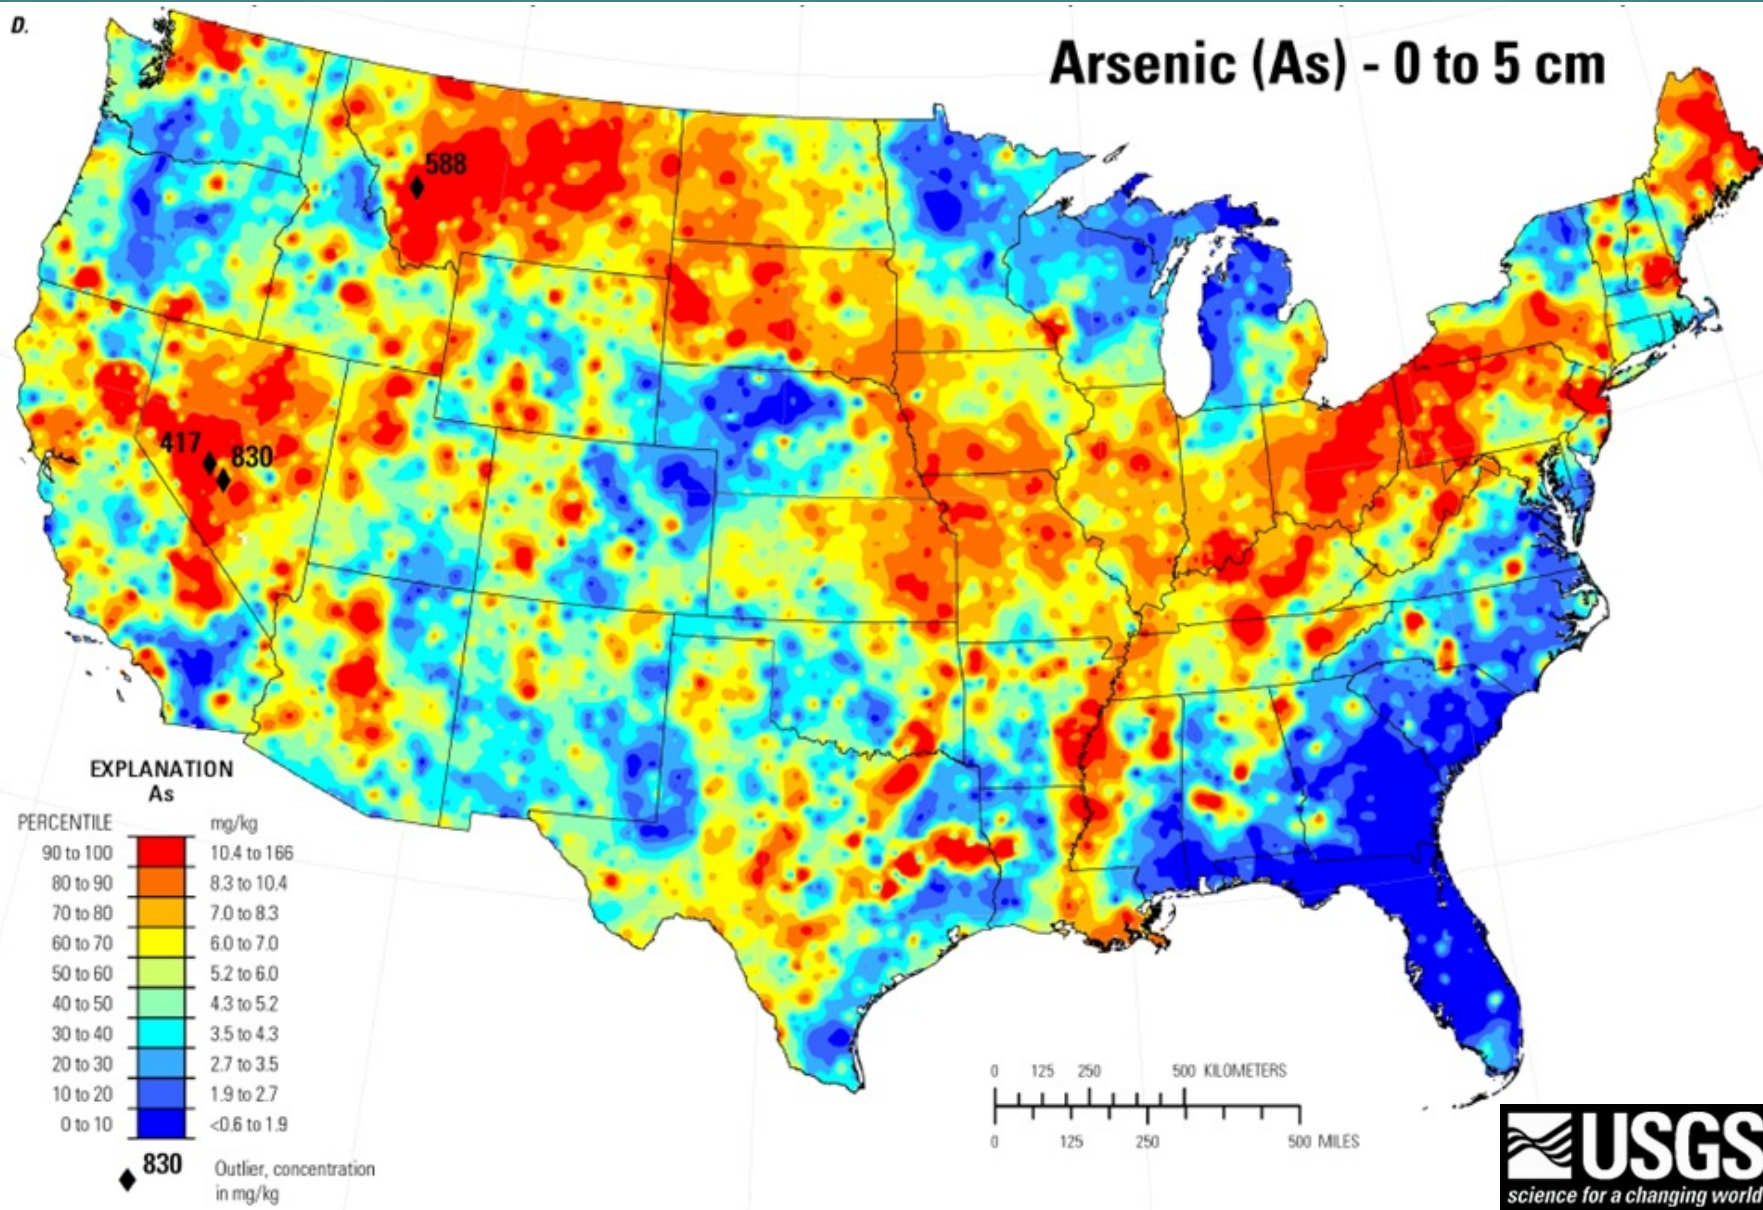 D.
Arsenic (As) - 0 to 5 cm
588
417
830
EXPLANATION
As
PERCENTILE mg/kg
90 to 100 10.4 to 166
80 to 90 8.3 to 10.4
70 to 80 7.0 to 8.3
60 to 70 6.0 to 7.0
50 to 60 5.2 to 6.0
40 to 50 4.3 to 5.2
30 to 40 3.5 to 4.3
20 to 30 2.7 to 3.5
10 to 20 1.9 to 2.7
0 to 10 <0.6 to 1.9
830 Outlier, concentration
in mg/kg
0 125 250 500 KILOMETERS
0 125 250 500 MILES
USGS
science for a changing world